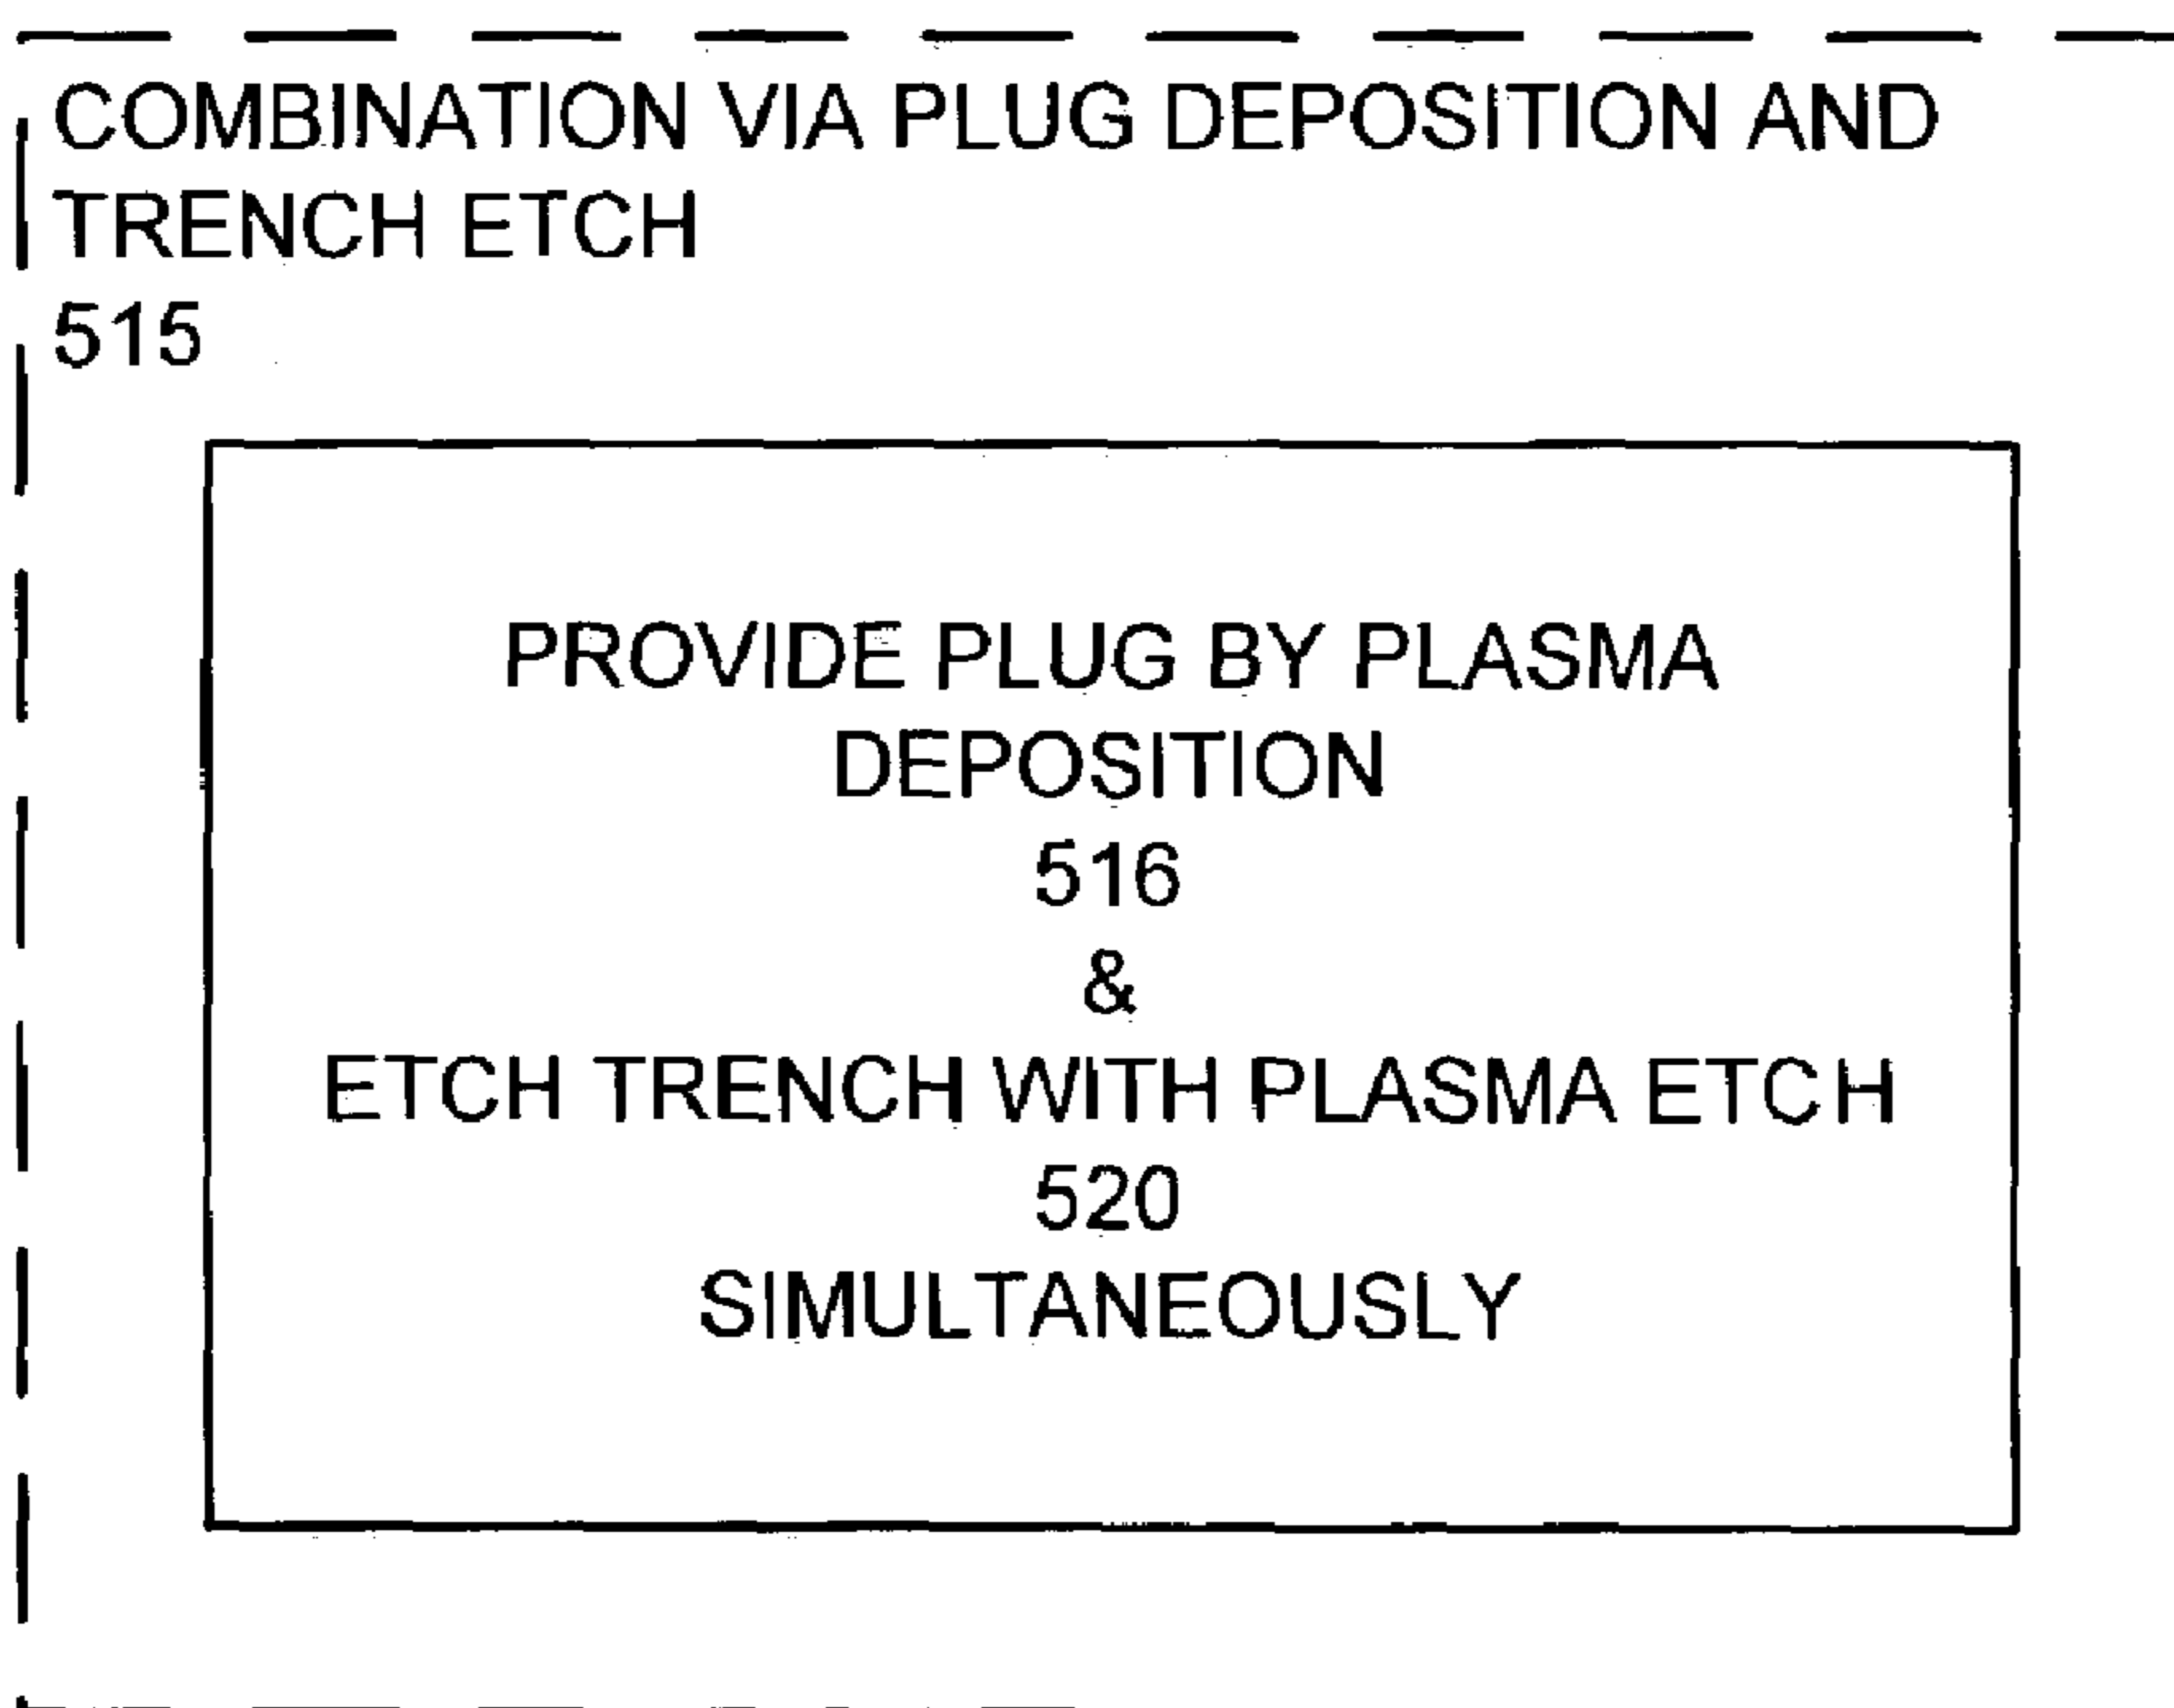 COMBINATION VIA PLUG DEPOSITION AND
TRENCH ETCH
515
PROVIDE PLUG BY PLASMA
DEPOSITION
516
&
ETCH TRENCH WITH PLASMA ETCH
520
SIMULTANEOUSLY